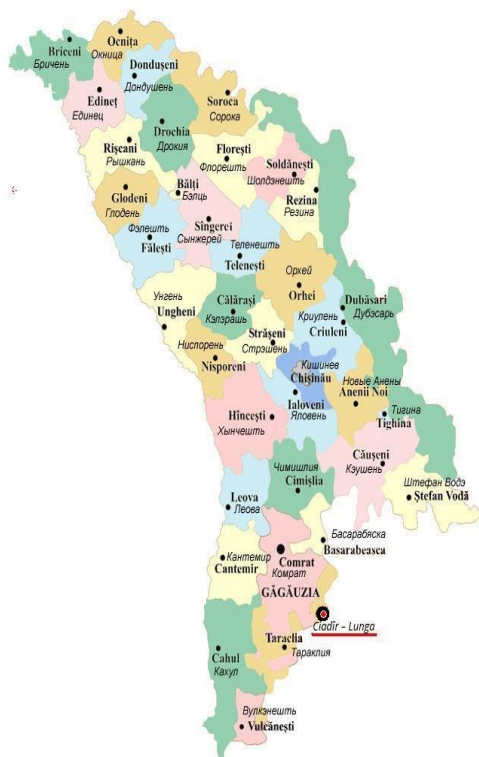 Ocnița
Окница
Briceni
Бричень
Dondușeni
Дондушень
Edineț
Единец
Soroca
Сорока
Drochia
Дрокия
Rîșcani
Рышкань
Florești
Флорешть
Soldănești
Шолдэнешть
Glodeni
Глодень
Bălți
Бэлць
Rezina
Резина
Sîngerei
Сынжерей
Фэлешть
Fălești
Теленешть
Telenești
Орхей
Orhei
Унгень
Ungheni
Călărași
Кэлэрашь
Dubăsari
Дубэсарь
Криулень
Criuleni
Strășeni
Стрэшень
Ниспорень
Nisporeni
Кишинев
Chișinău
Новые Анены
Anenii Noi
Ialoveni
Яловень
Hîncești
Хынчешть
Тигина
Tighina
Căușeni
Кэушень
Чимишлия
Cimișlia
Штефан Водэ
Ștefan Vodă
Leova
Леова
Басарабяска
Basarabeasca
Кантемир
Cantemir
Comrat
Комрат
GĂGĂUZIA
Ciadîr – Lunga
Taraclia
Тараклия
Cahul
Кахул
Вулкэнешть
Vulcănești